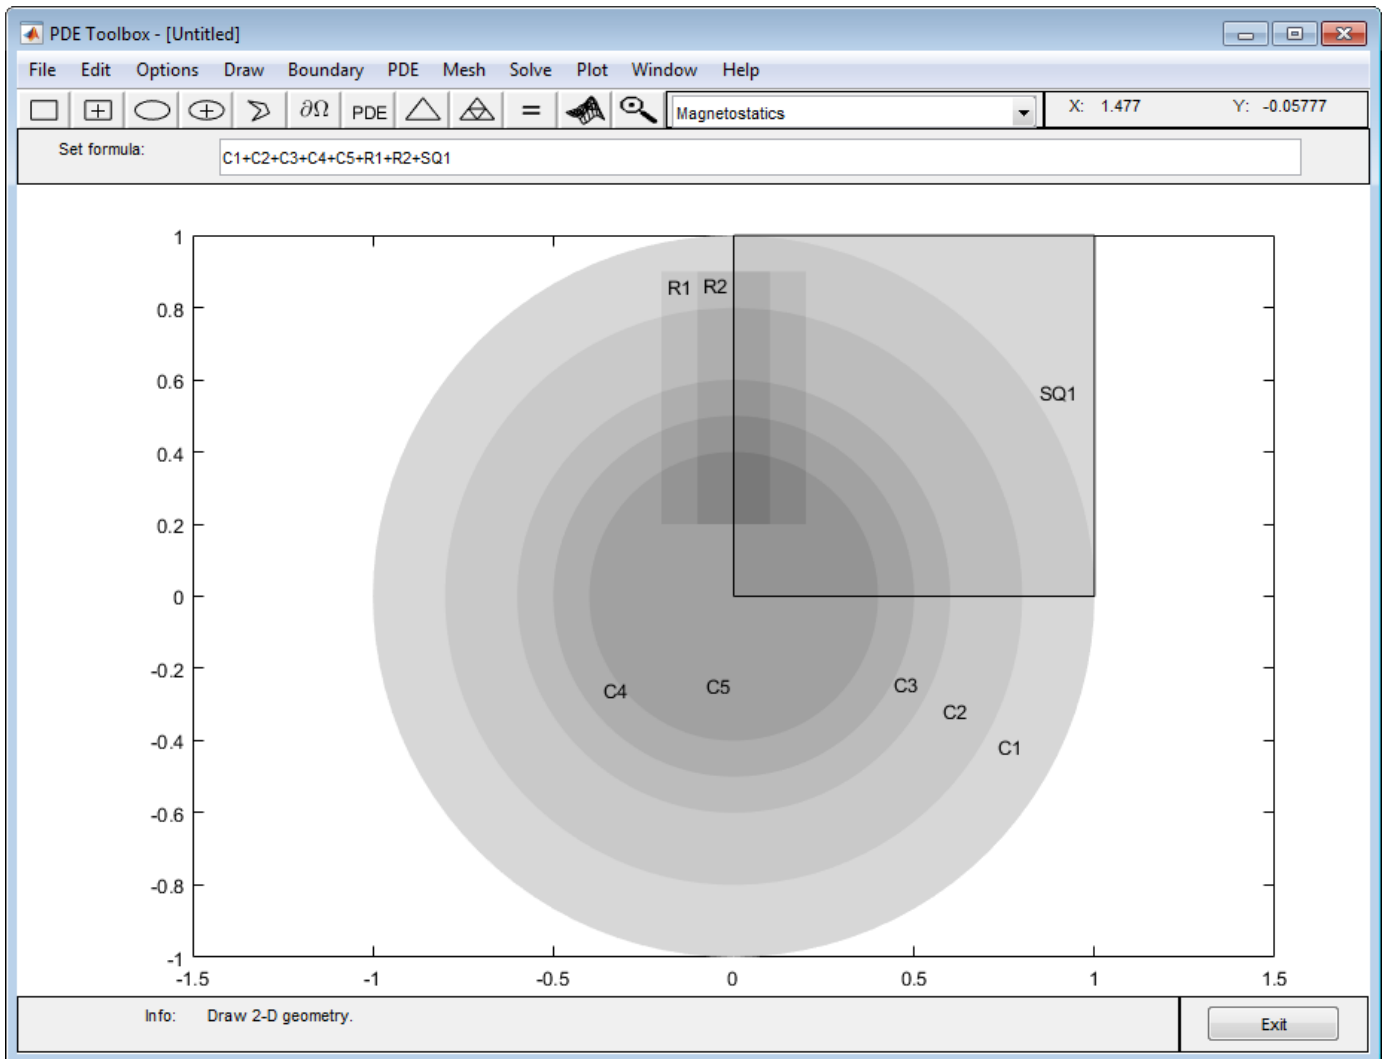 PDE Toolbox - [Untitled]
File Edit Options Draw Boundary PDE Mesh Solve Plot Window Help
∂Ω PDE = Magnetostatics X: 1.477 Y: -0.05777
Set formula: C1+C2+C3+C4+C5+R1+R2+SQ1
1
R1 R2
0.8
0.6
SQ1
0.4
0.2
0
-0.2
C4 C5 C3
C2
-0.4
C1
-0.6
-0.8
-1
-1.5 -1 -0.5 0 0.5 1 1.5
Info: Draw 2-D geometry.
Exit